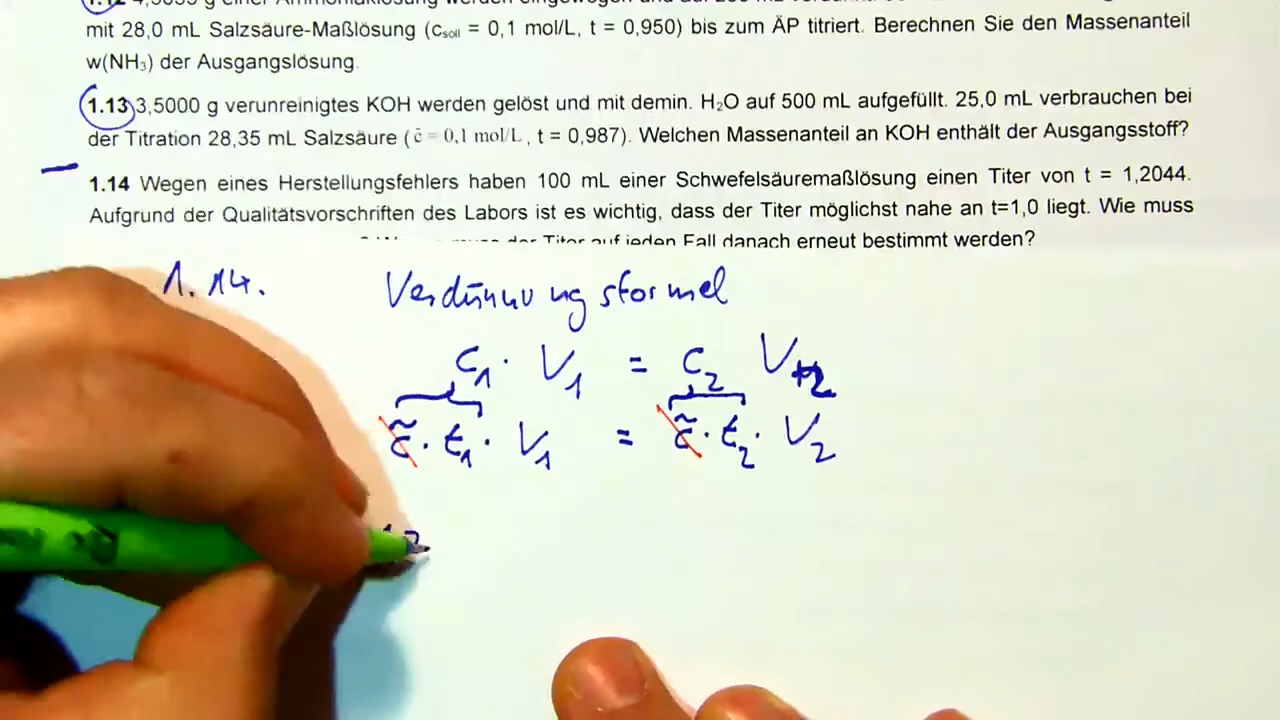 mit 28,0 mL Salzsäure-Maßlösung (csoll = 0,1 mol/L, t = 0,950) bis zum ÄP titriert. Berechnen Sie den Massenanteil
w(NH₃) der Ausgangslösung.
1.13 3,5000 g verunreinigtes KOH werden gelöst und mit demin. H₂O auf 500 mL aufgefüllt. 25,0 mL verbrauchen bei
der Titration 28,35 mL Salzsäure ( c̃ = 0,1 mol/L , t = 0,987). Welchen Massenanteil an KOH enthält der Ausgangsstoff?
1.14 Wegen eines Herstellungsfehlers haben 100 mL einer Schwefelsäuremaßlösung einen Titer von t = 1,2044.
Aufgrund der Qualitätsvorschriften des Labors ist es wichtig, dass der Titer möglichst nahe an t=1,0 liegt. Wie muss
der Titer auf jeden Fall danach erneut bestimmt werden?
1.14. Verdünnungsformel
c₁ · V₁ = c₂ V₂
c̃ · t₁ · V₁ = c̃ · t₂ · V₂